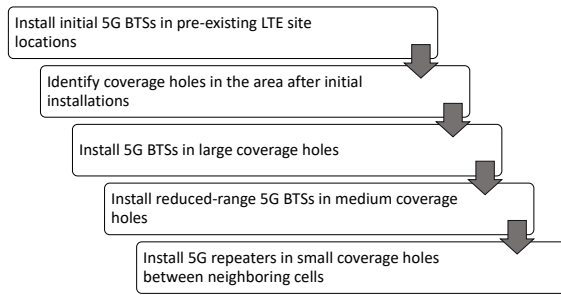 Install initial 5G BTSs in pre-existing LTE site
locations
Identify coverage holes in the area after initial
installations
Install 5G BTSs in large coverage holes
Install reduced-range 5G BTSs in medium coverage
holes
Install 5G repeaters in small coverage holes
between neighboring cells